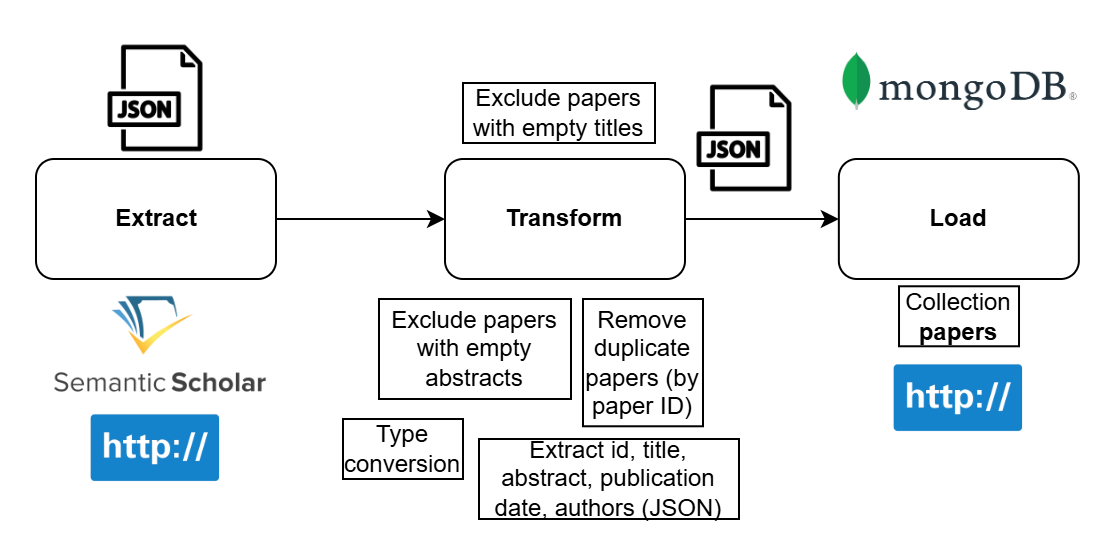 JSON
Exclude papers
with empty titles
JSON
mongoDB®
Extract
Transform
Load
Semantic Scholar
http://
Exclude papers
with empty
abstracts
Remove
duplicate
papers (by
paper ID)
Type
conversion
Extract id, title,
abstract, publication
date, authors (JSON)
Collection
papers
http://